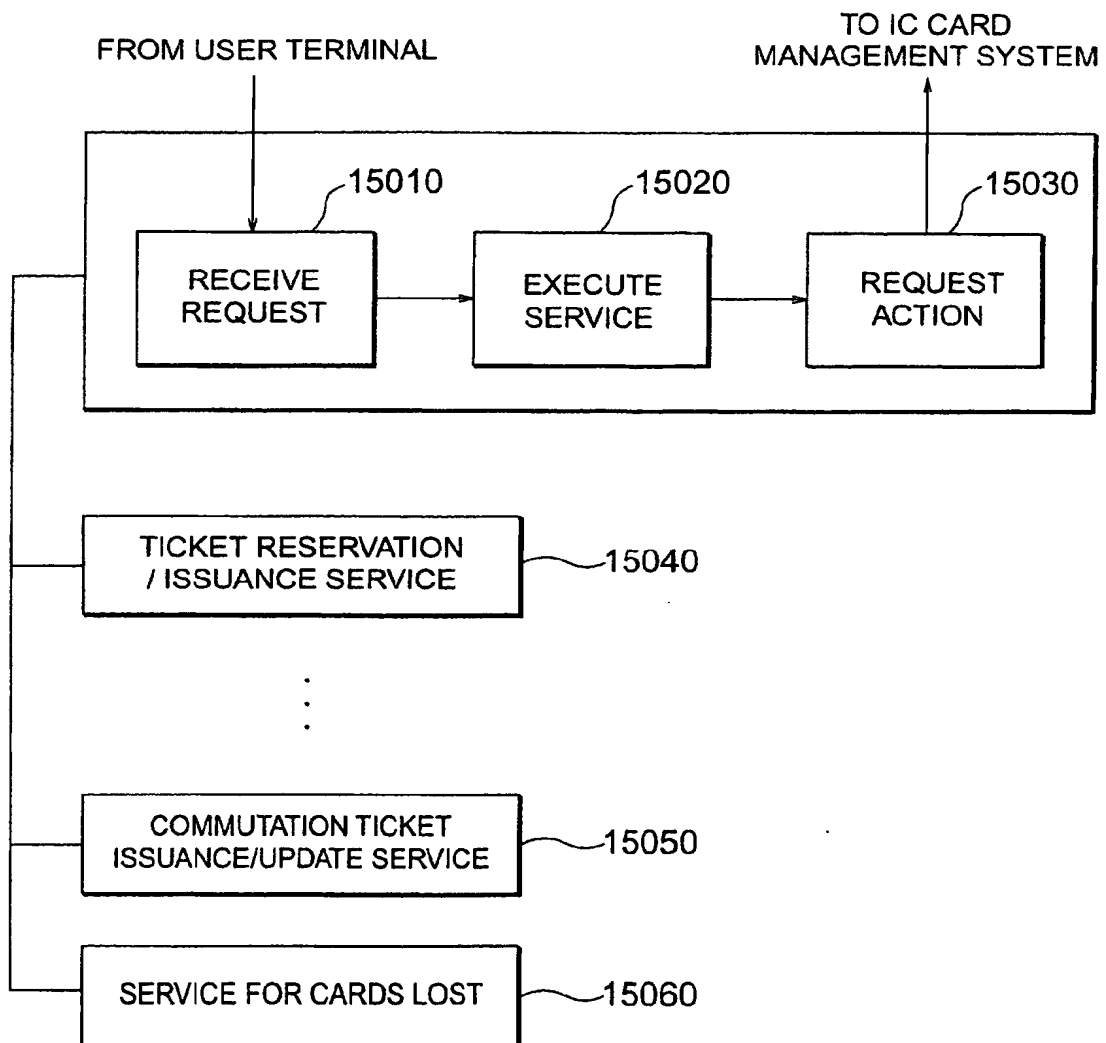 FROM USER TERMINAL
TO IC CARD
MANAGEMENT SYSTEM
15010
15020
15030
RECEIVE
REQUEST
EXECUTE
SERVICE
REQUEST
ACTION
TICKET RESERVATION
/ ISSUANCE SERVICE
15040
COMMUTATION TICKET
ISSUANCE/UPDATE SERVICE
15050
SERVICE FOR CARDS LOST
15060